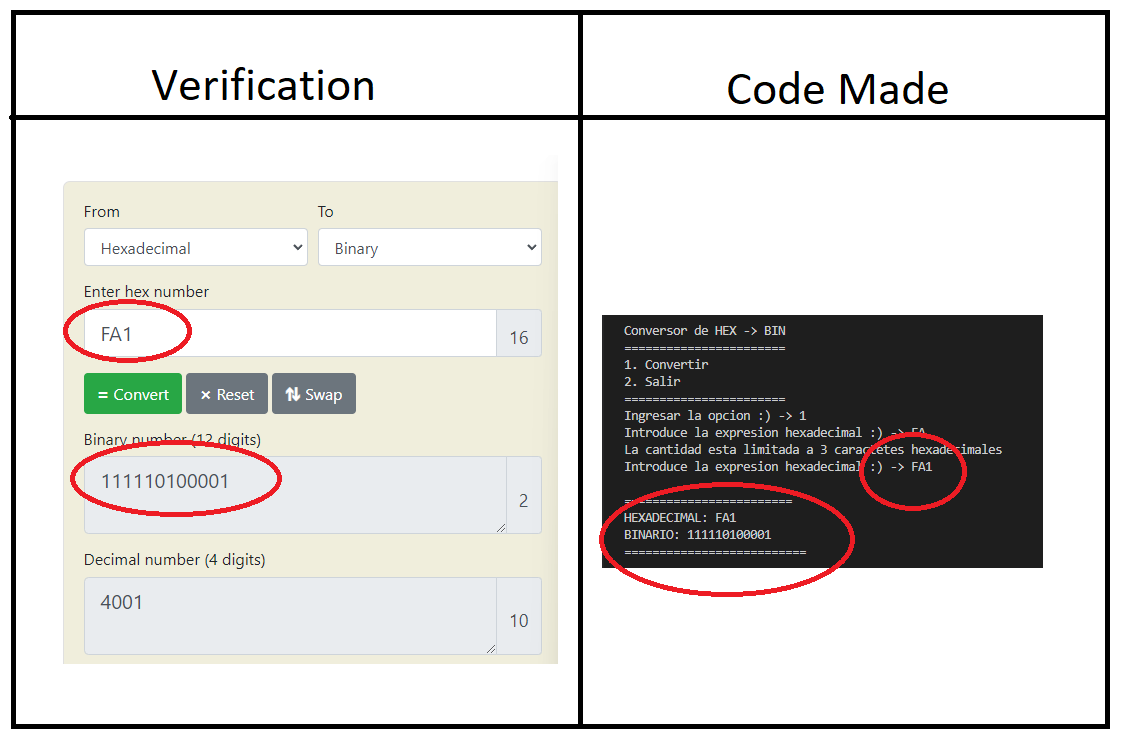 Verification
Code Made
From
To
Hexadecimal
Binary
Enter hex number
FA1
16
= Convert
× Reset
Swap
Binary number (12 digits)
111110100001
2
Decimal number (4 digits)
4001
10
Conversor de HEX -> BIN
=======================
1. Convertir
2. Salir
=======================
Ingresar la opcion :) -> 1
Introduce la expresion hexadecimal :) -> FA
La cantidad esta limitada a 3 caractetes hexadecimales
Introduce la expresion hexadecimal :) -> FA1
========================
HEXADECIMAL: FA1
BINARIO: 111110100001
==========================